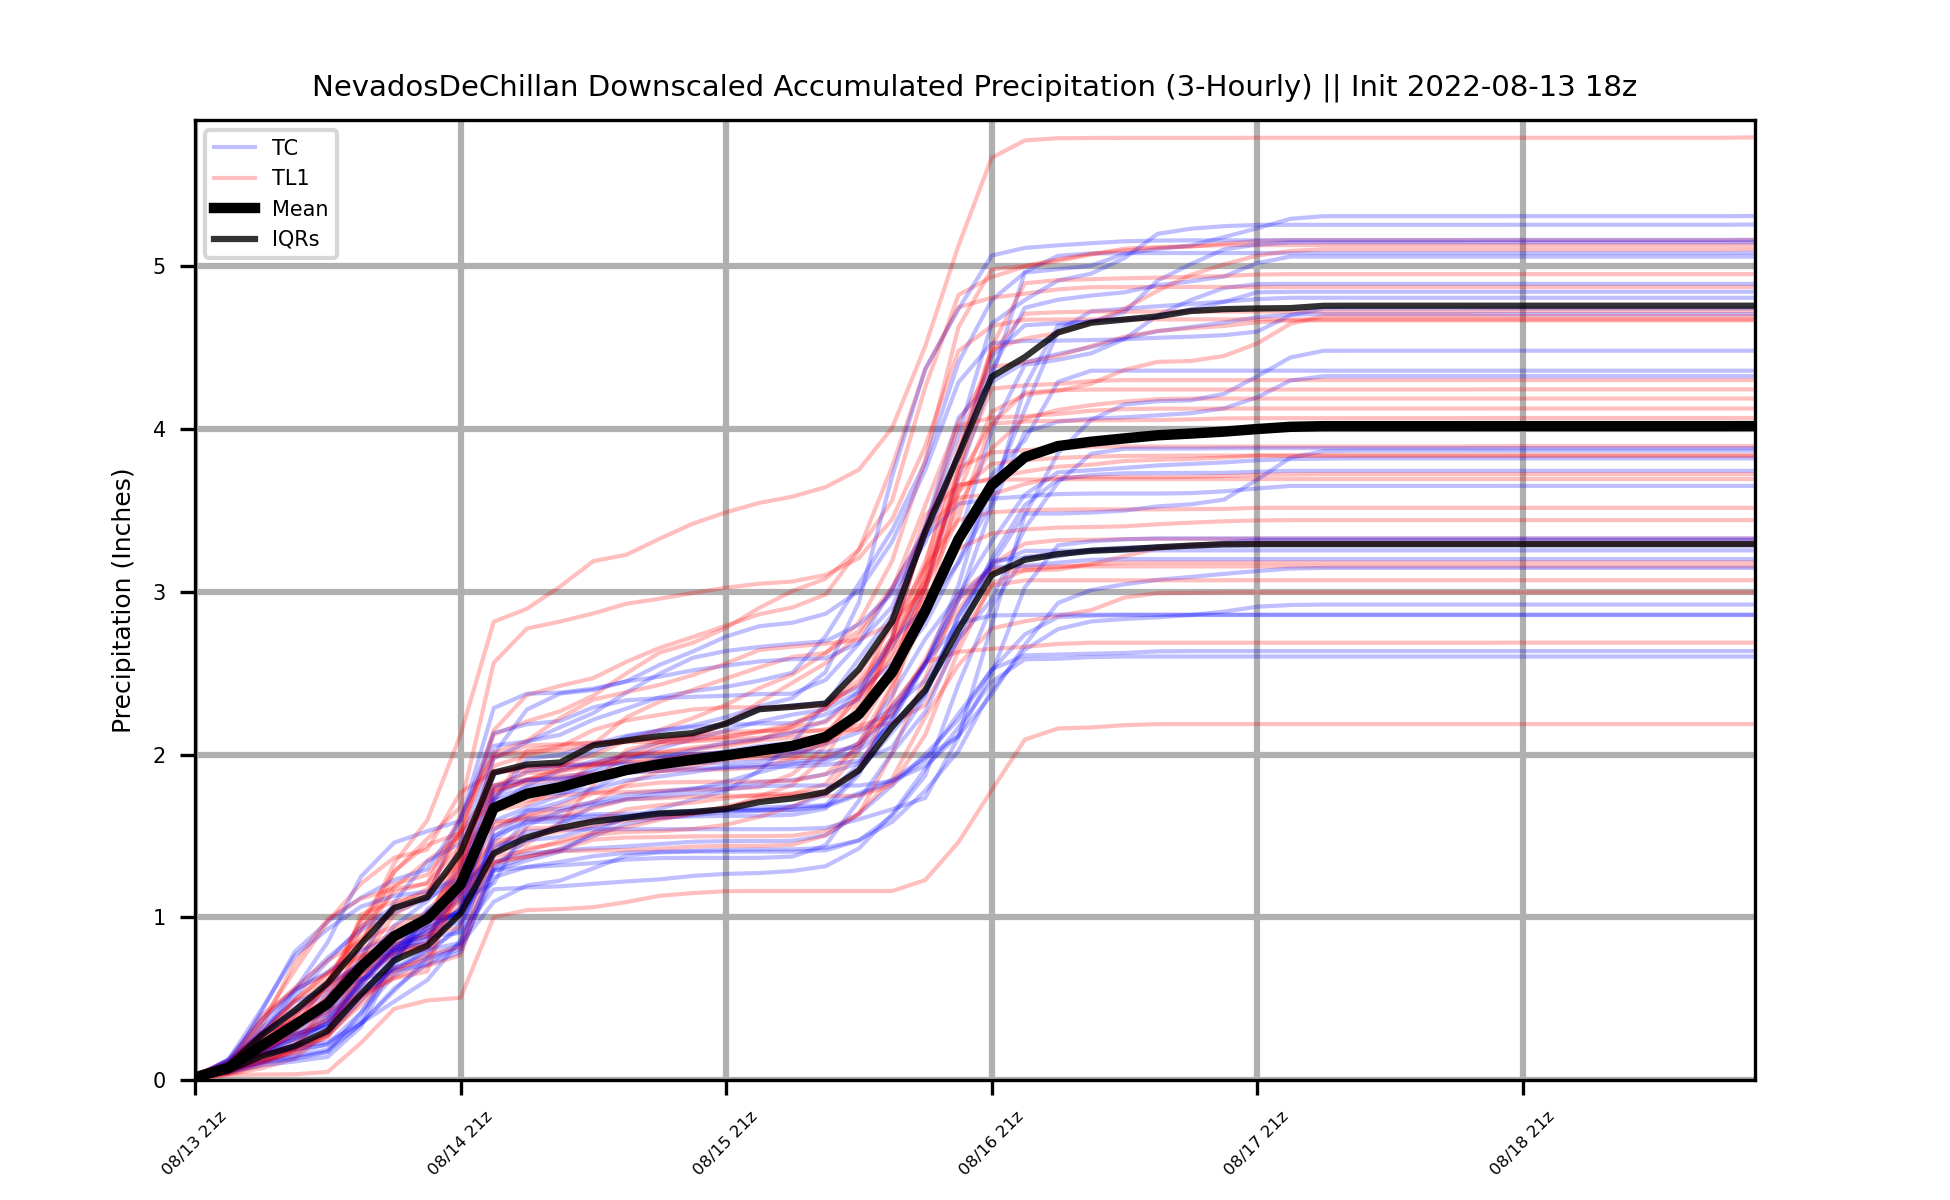 NevadosDeChillan Downscaled Accumulated Precipitation (3-Hourly) || Init 2022-08-13 18z
TC
TL1
Mean
IQRs
Precipitation (Inches)
5
4
3
2
1
0
08/13 21z
08/14 21z
08/15 21z
08/16 21z
08/17 21z
08/18 21z